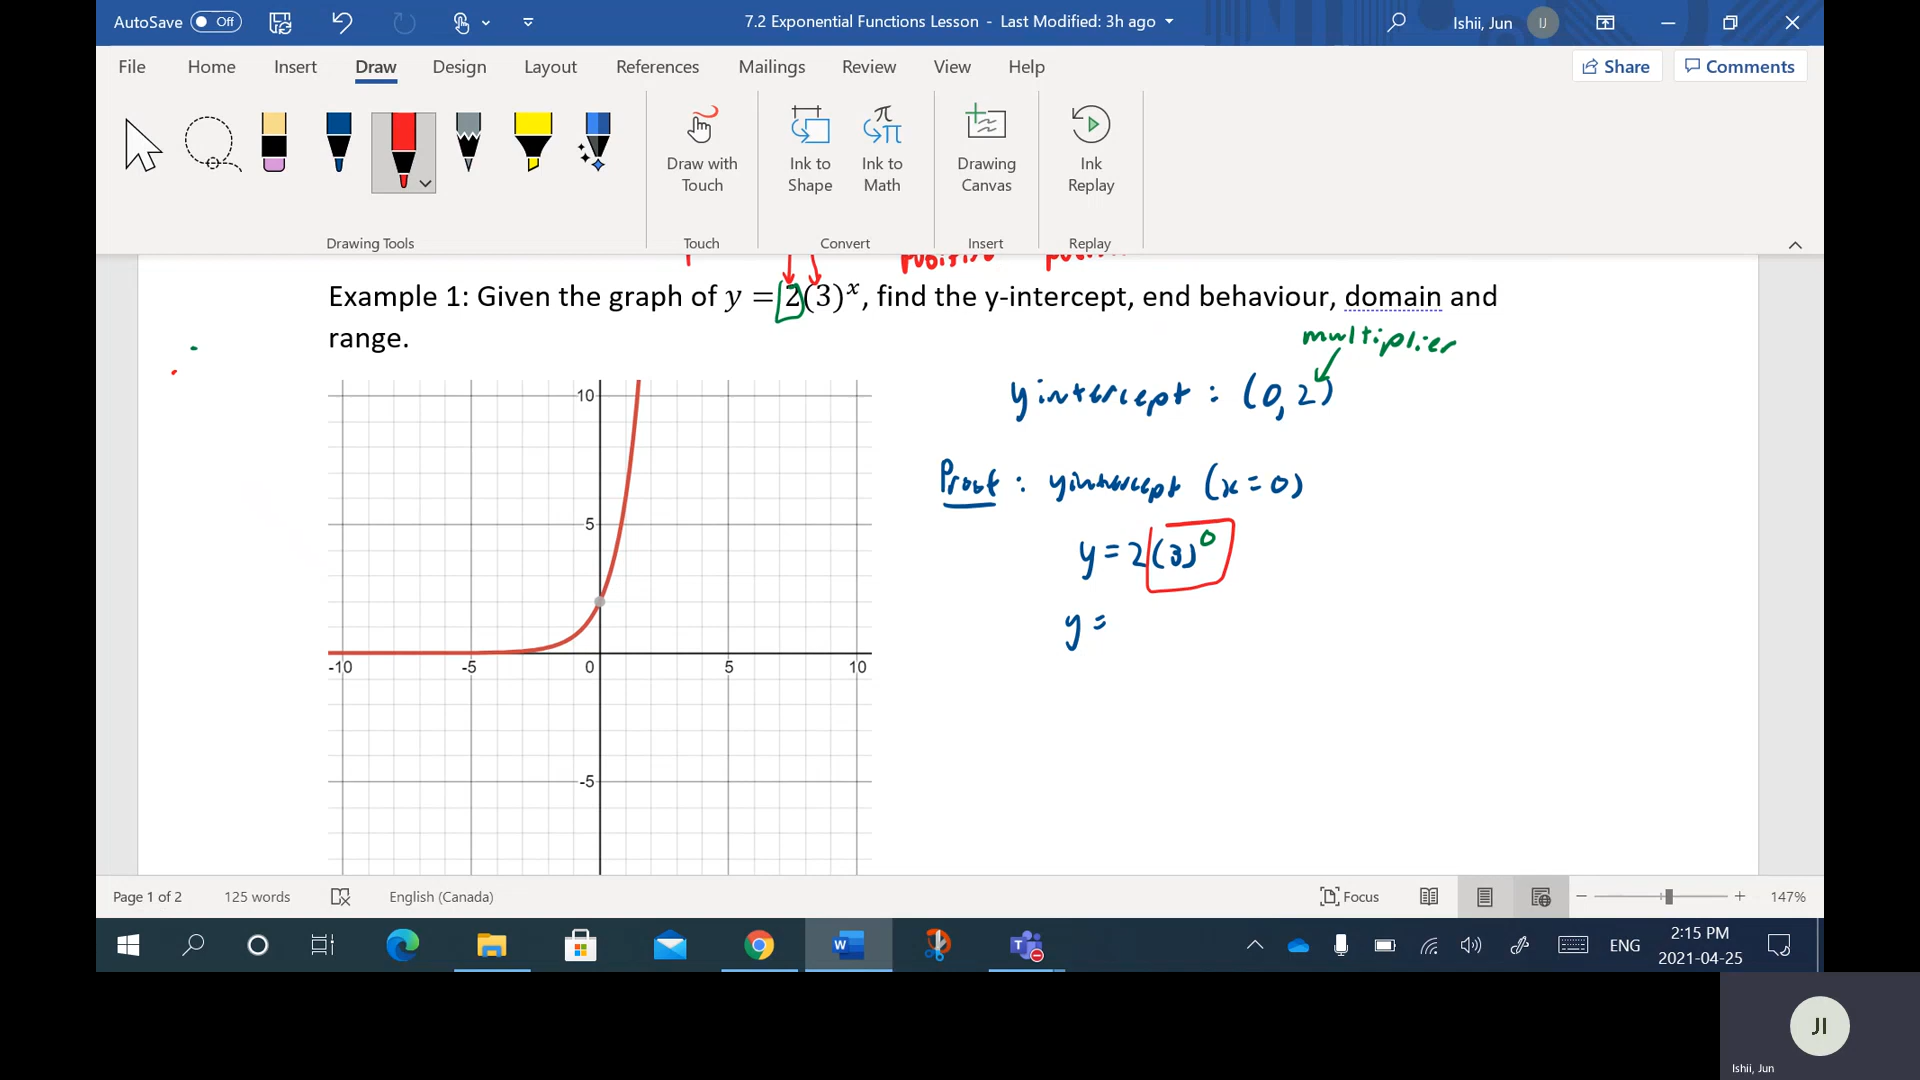 AutoSave Off
7.2 Exponential Functions Lesson - Last Modified: 3h ago
Ishii, Jun IJ
File Home Insert Draw Design Layout References Mailings Review View Help
Share Comments
Draw with Touch
Ink to Shape
Ink to Math
Drawing Canvas
Ink Replay
Drawing Tools Touch Convert Insert Replay
Example 1: Given the graph of y = 2(3)^x, find the y-intercept, end behaviour, domain and
range.
multiplier
y intercept : (0, 2)
Proof : y intercept (x = 0)
y = 2(3)^0
y =
10
5
-10 -5 0 5 10
-5
Page 1 of 2 125 words English (Canada) Focus 147%
ENG
2:15 PM
2021-04-25
JI
Ishii, Jun